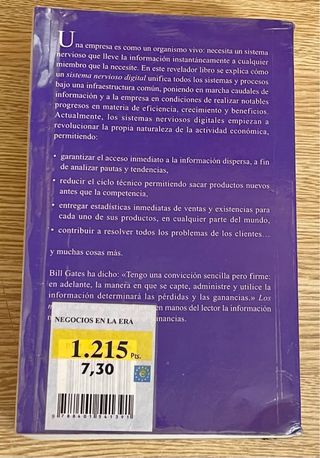 Una empresa es como un organismo vivo: necesita un sistema
nervioso que lleve la información instantáneamente a cualquier
miembro que la necesite. En este revelador libro se explica cómo
un sistema nervioso digital unifica todos los sistemas y procesos
bajo una infraestructura común, poniendo en marcha caudales de
información y a la empresa en condiciones de realizar notables
progresos en materia de eficiencia, crecimiento y beneficios.
Actualmente, los sistemas nerviosos digitales empiezan a
revolucionar la propia naturaleza de la actividad económica,
permitiendo:
• garantizar el acceso inmediato a la información dispersa, a fin
de analizar pautas y tendencias,
• reducir el ciclo técnico permitiendo sacar productos nuevos
antes que la competencia,
• entregar estadísticas inmediatas de ventas y existencias para
cada uno de sus productos, en cualquier parte del mundo,
• contribuir a resolver todos los problemas de los clientes...
y muchas cosas más.
Bill Gates ha dicho: «Tengo una convicción sencilla pero firme:
en adelante, la manera en que se capte, administre y utilice la
información determinará las pérdidas y las ganancias.» Los
en manos del lector la información
nancias.
NEGOCIOS EN LA ERA
1.215 Pts.
7,30
9788401541391